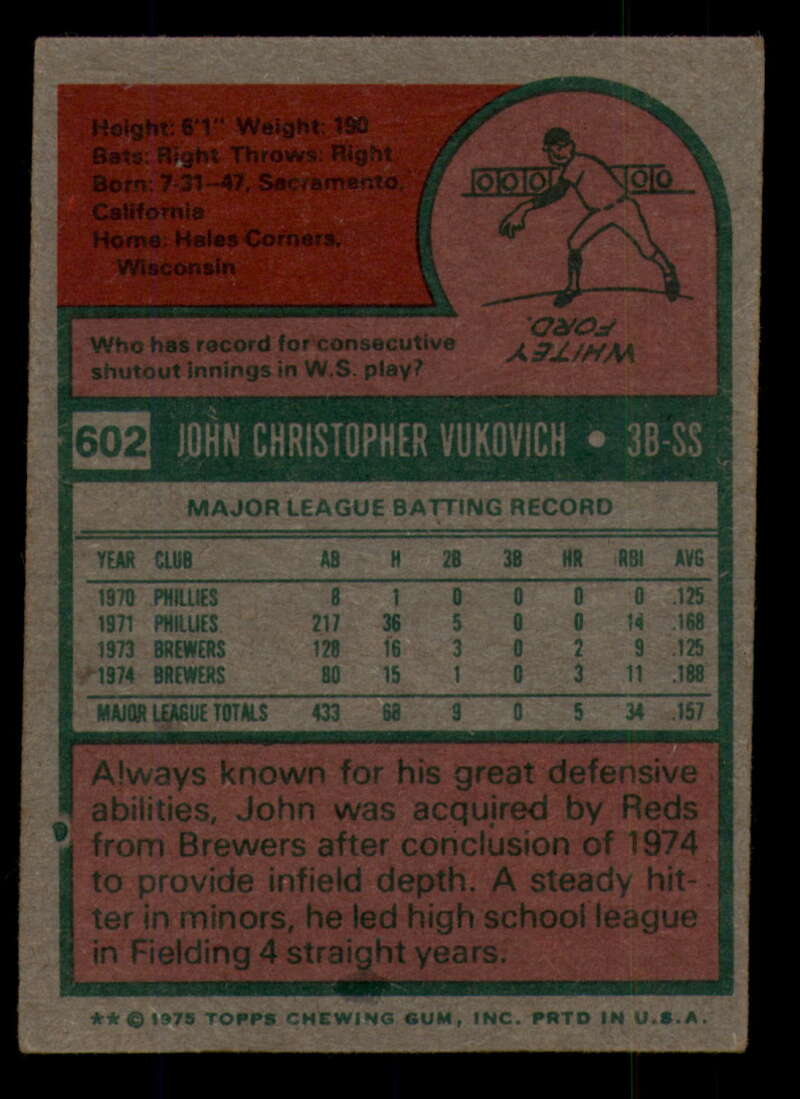 Height: 6'1" Weight: 190
Bats: Right Throws: Right
Born: 7-31-47, Sacramento,
California
Home: Hales Corners,
Wisconsin
0 0 0 0 0 0
WHITEY
FORD.
Who has record for consecutive
shutout innings in W.S. play?
602 JOHN CHRISTOPHER VUKOVICH • 3B-SS
MAJOR LEAGUE BATTING RECORD
YEAR CLUB AB H 2B 3B HR RBI AVG
1970 PHILLIES 8 1 0 0 0 0 .125
1971 PHILLIES 217 36 5 0 0 14 .168
1973 BREWERS 128 16 3 0 2 9 .125
1974 BREWERS 80 15 1 0 3 11 .188
MAJOR LEAGUE TOTALS 433 68 9 0 5 34 .157
Always known for his great defensive
abilities, John was acquired by Reds
from Brewers after conclusion of 1974
to provide infield depth. A steady hit-
ter in minors, he led high school league
in Fielding 4 straight years.
** © 1975 TOPPS CHEWING GUM, INC. PRTD IN U.S.A.